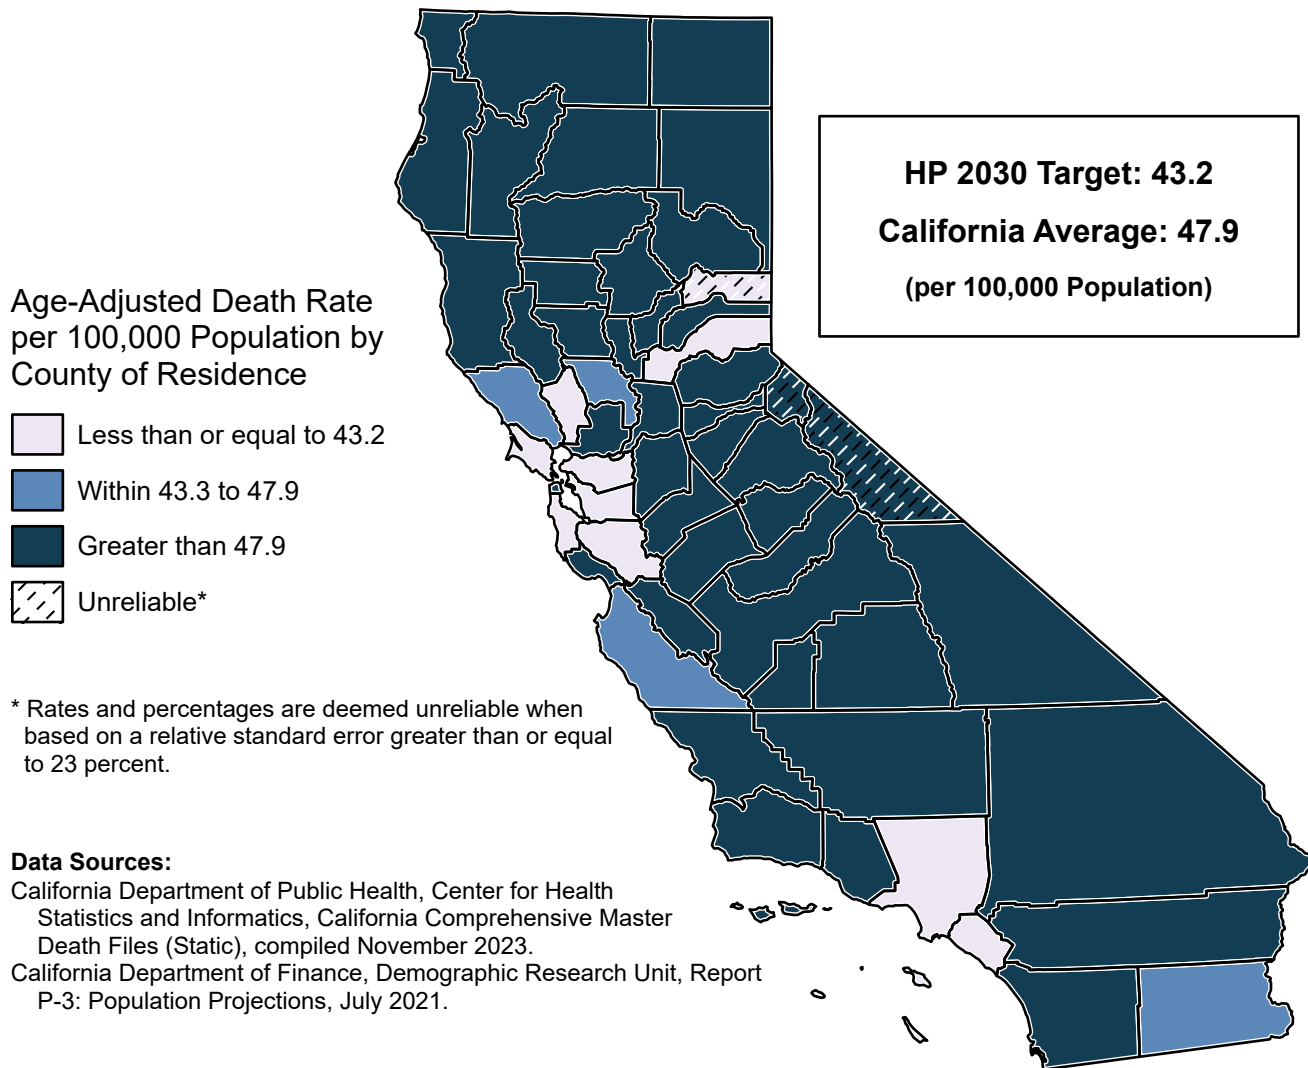 HP 2030 Target: 43.2
California Average: 47.9
(per 100,000 Population)
Age-Adjusted Death Rate
per 100,000 Population by
County of Residence
Less than or equal to 43.2
Within 43.3 to 47.9
Greater than 47.9
Unreliable*
* Rates and percentages are deemed unreliable when
based on a relative standard error greater than or equal
to 23 percent.
Data Sources:
California Department of Public Health, Center for Health
Statistics and Informatics, California Comprehensive Master
Death Files (Static), compiled November 2023.
California Department of Finance, Demographic Research Unit, Report
P-3: Population Projections, July 2021.